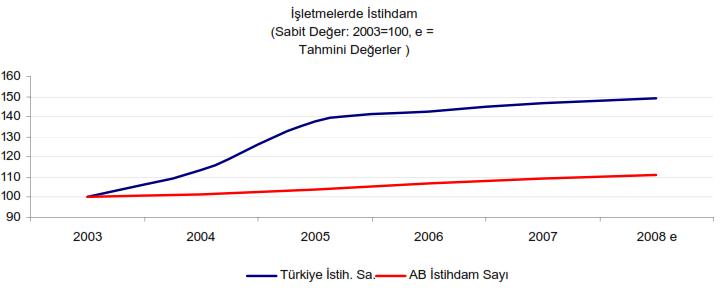 İşletmelerde İstihdam
(Sabit Değer: 2003=100, e =
Tahmini Değerler )
160
150
140
130
120
110
100
90
2003 2004 2005 2006 2007 2008 e
Türkiye İstih. Sa. AB İstihdam Sayı